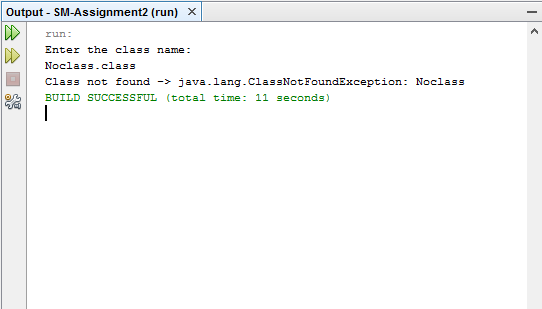 Output - SM-Assignment2 (run)
run:
Enter the class name:
Noclass.class
Class not found -> java.lang.ClassNotFoundException: Noclass
BUILD SUCCESSFUL (total time: 11 seconds)